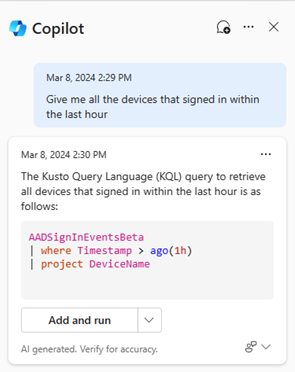 Copilot
Mar 8, 2024 2:29 PM
Give me all the devices that signed in within
the last hour
Mar 8, 2024 2:30 PM
The Kusto Query Language (KQL) query to retrieve
all devices that signed in within the last hour is as
follows:
AADSignInEventsBeta
| where Timestamp > ago(1h)
| project DeviceName
Add and run
AI generated. Verify for accuracy.